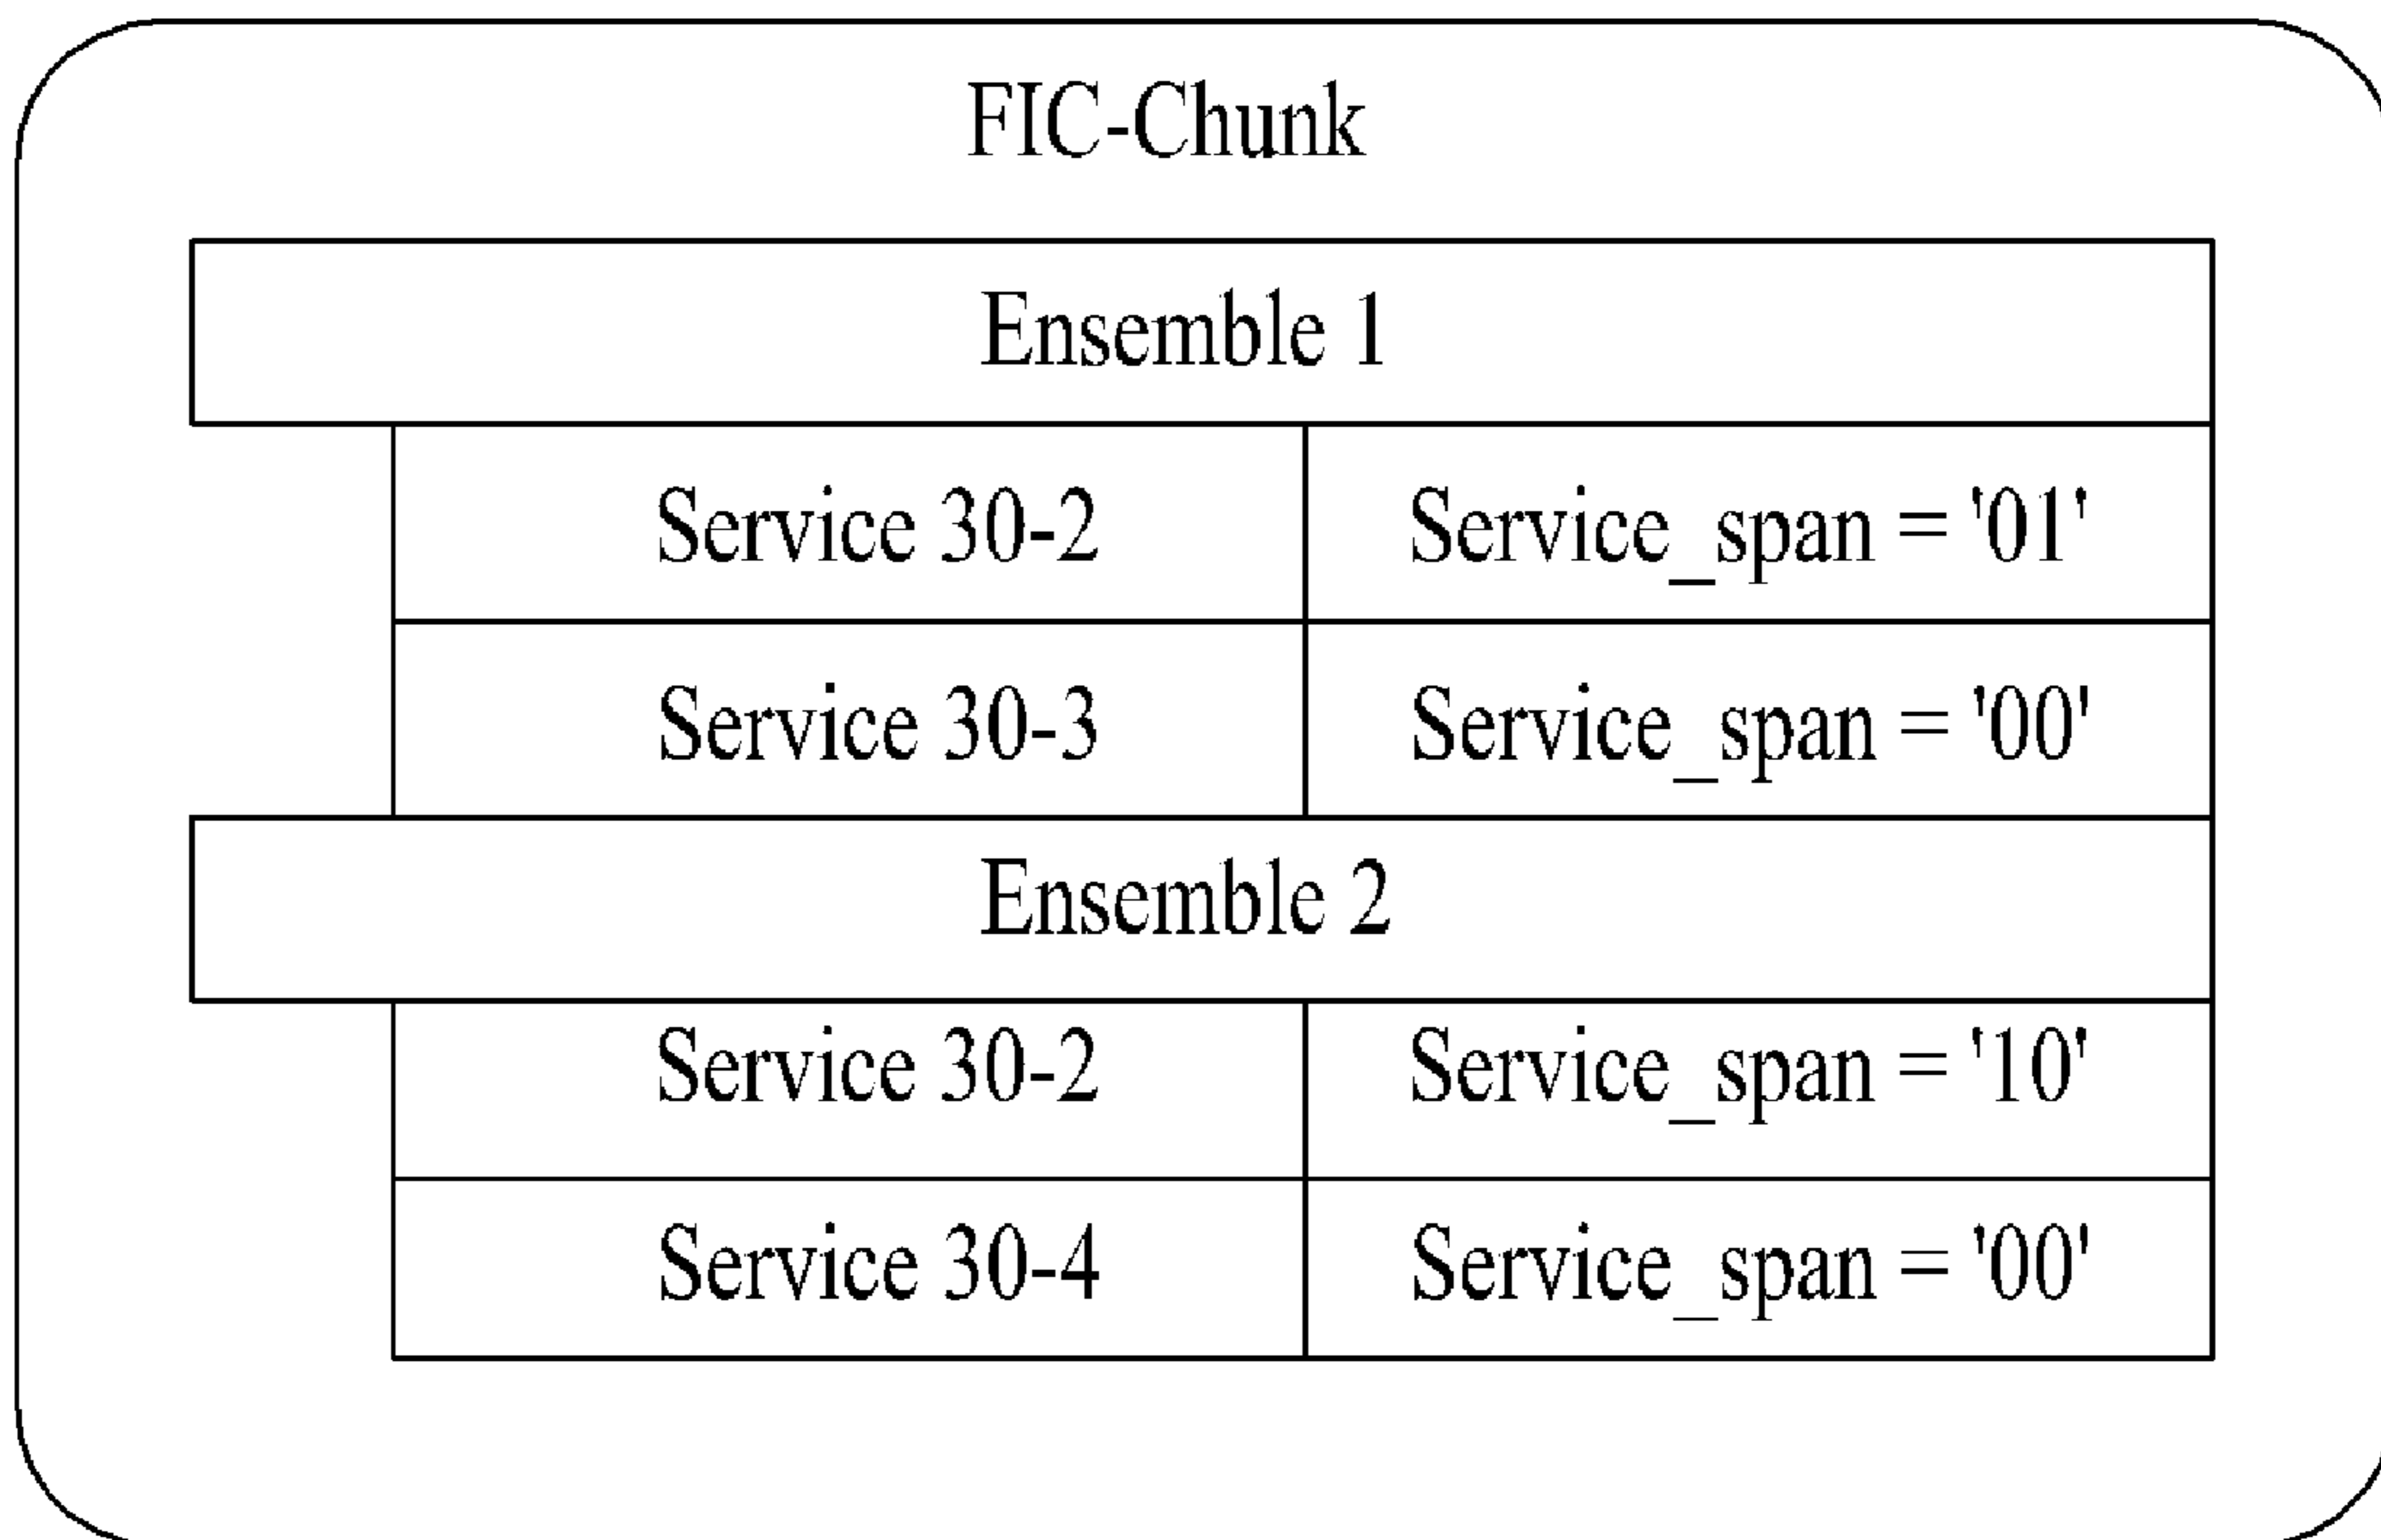 FIC-Chunk
Ensemble 1
Service 30-2 Service_span = '01'
Service 30-3 Service_span = '00'
Ensemble 2
Service 30-2 Service_span = '10'
Service 30-4 Service_span = '00'